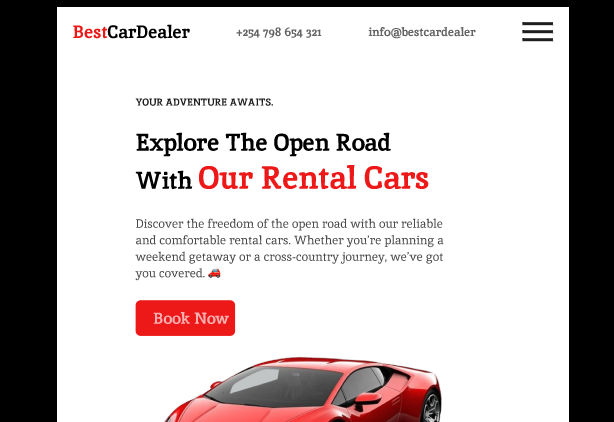 BestCarDealer
+254 798 654 321
info@bestcardealer
YOUR ADVENTURE AWAITS.
Explore The Open Road
With Our Rental Cars
Discover the freedom of the open road with our reliable
and comfortable rental cars. Whether you're planning a
weekend getaway or a cross-country journey, we've got
you covered. 🚗
Book Now